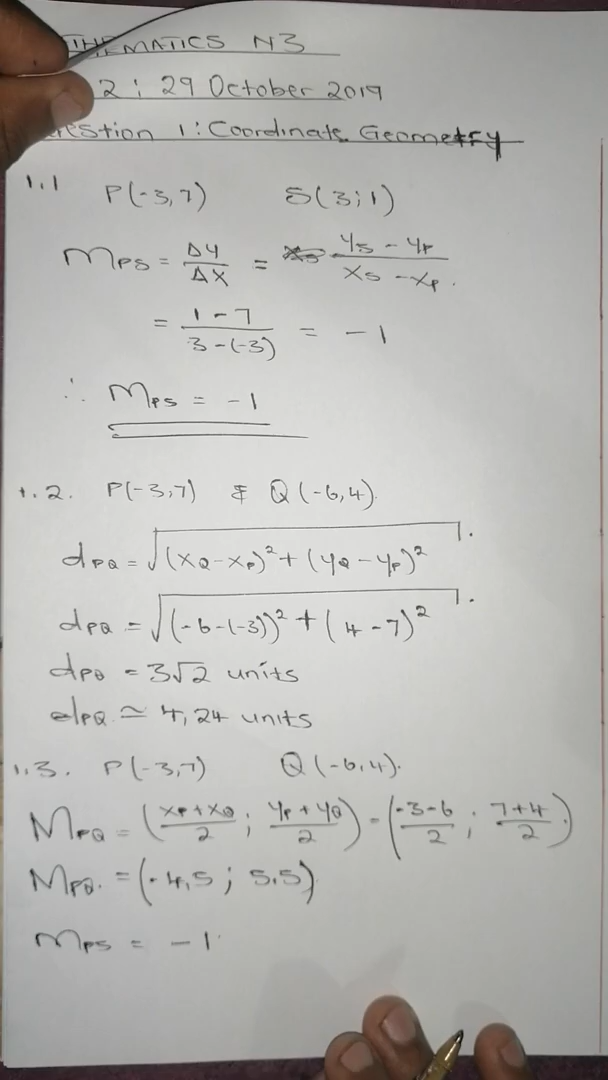 THEMATICS N3
2 : 29 October 2019
estion 1 : Coordinate Geometry
1.1 P(-3,7) S(3;1)
mPS = Δy/Δx = (yS - yP)/(xS - xP).
= (1 - 7)/(3 - (-3)) = -1
∴ mPS = -1
1.2. P(-3,7) & Q(-6,4).
dPQ = √((xQ - xP)² + (yQ - yP)²).
dPQ = √((-6 - (-3))² + (4 - 7)²).
dPQ = 3√2 units
dPQ ≃ 4,24 units
1.3. P(-3,7) Q(-6,4).
MPQ = ((xP + xQ)/2 ; (yP + yQ)/2) = ((-3 - 6)/2 ; (7 + 4)/2).
MPQ. = (-4,5 ; 5.5)
mPS = -1